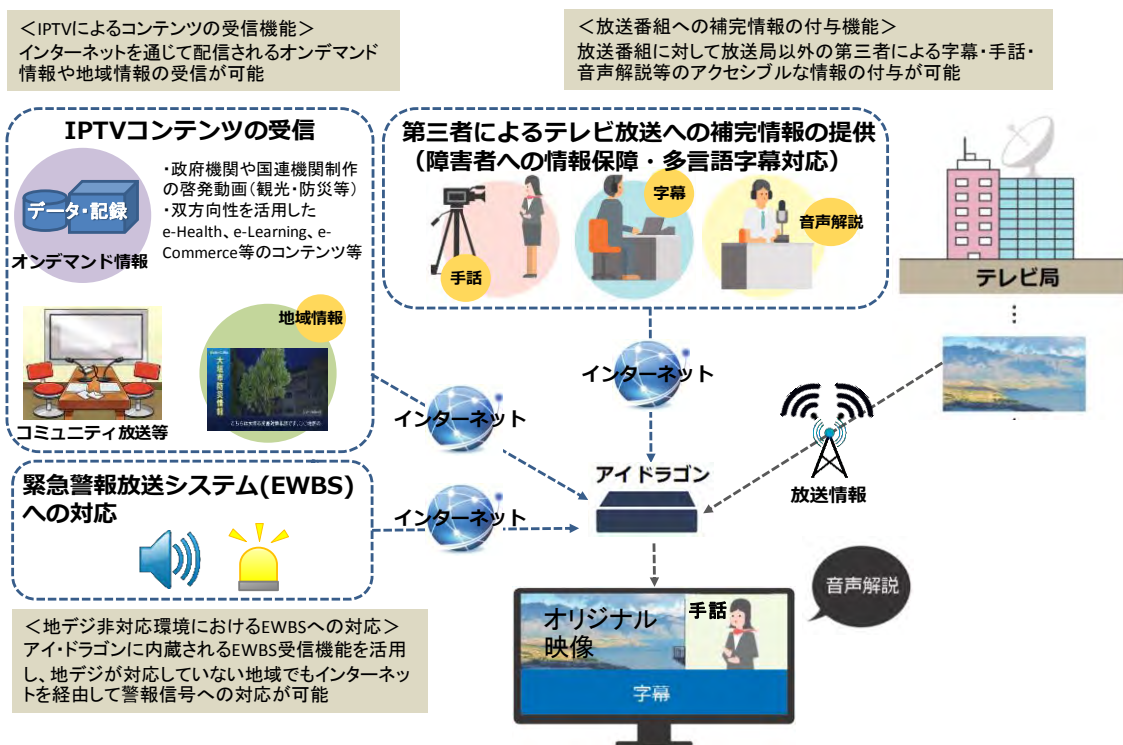 ＜IPTVによるコンテンツの受信機能＞
インターネットを通じて配信されるオンデマンド
情報や地域情報の受信が可能
＜放送番組への補完情報の付与機能＞
放送番組に対して放送局以外の第三者による字幕・手話・
音声解説等のアクセシブルな情報の付与が可能
IPTVコンテンツの受信
データ・記録
オンデマンド情報
・政府機関や国連機関制作
の啓発動画（観光・防災等）
・双方向性を活用した
e-Health、e-Learning、e-
Commerce等のコンテンツ等
地域情報
大垣市防災情報
コミュニティ放送等
第三者によるテレビ放送への補完情報の提供
（障害者への情報保障・多言語字幕対応）
手話
字幕
音声解説
テレビ局
インターネット
インターネット
インターネット
放送情報
アイドラゴン
緊急警報放送システム(EWBS)
への対応
＜地デジ非対応環境におけるEWBSへの対応＞
アイ・ドラゴンに内蔵されるEWBS受信機能を活用
し、地デジが対応していない地域でもインターネッ
トを経由して警報信号への対応が可能
オリジナル
映像
手話
字幕
音声解説